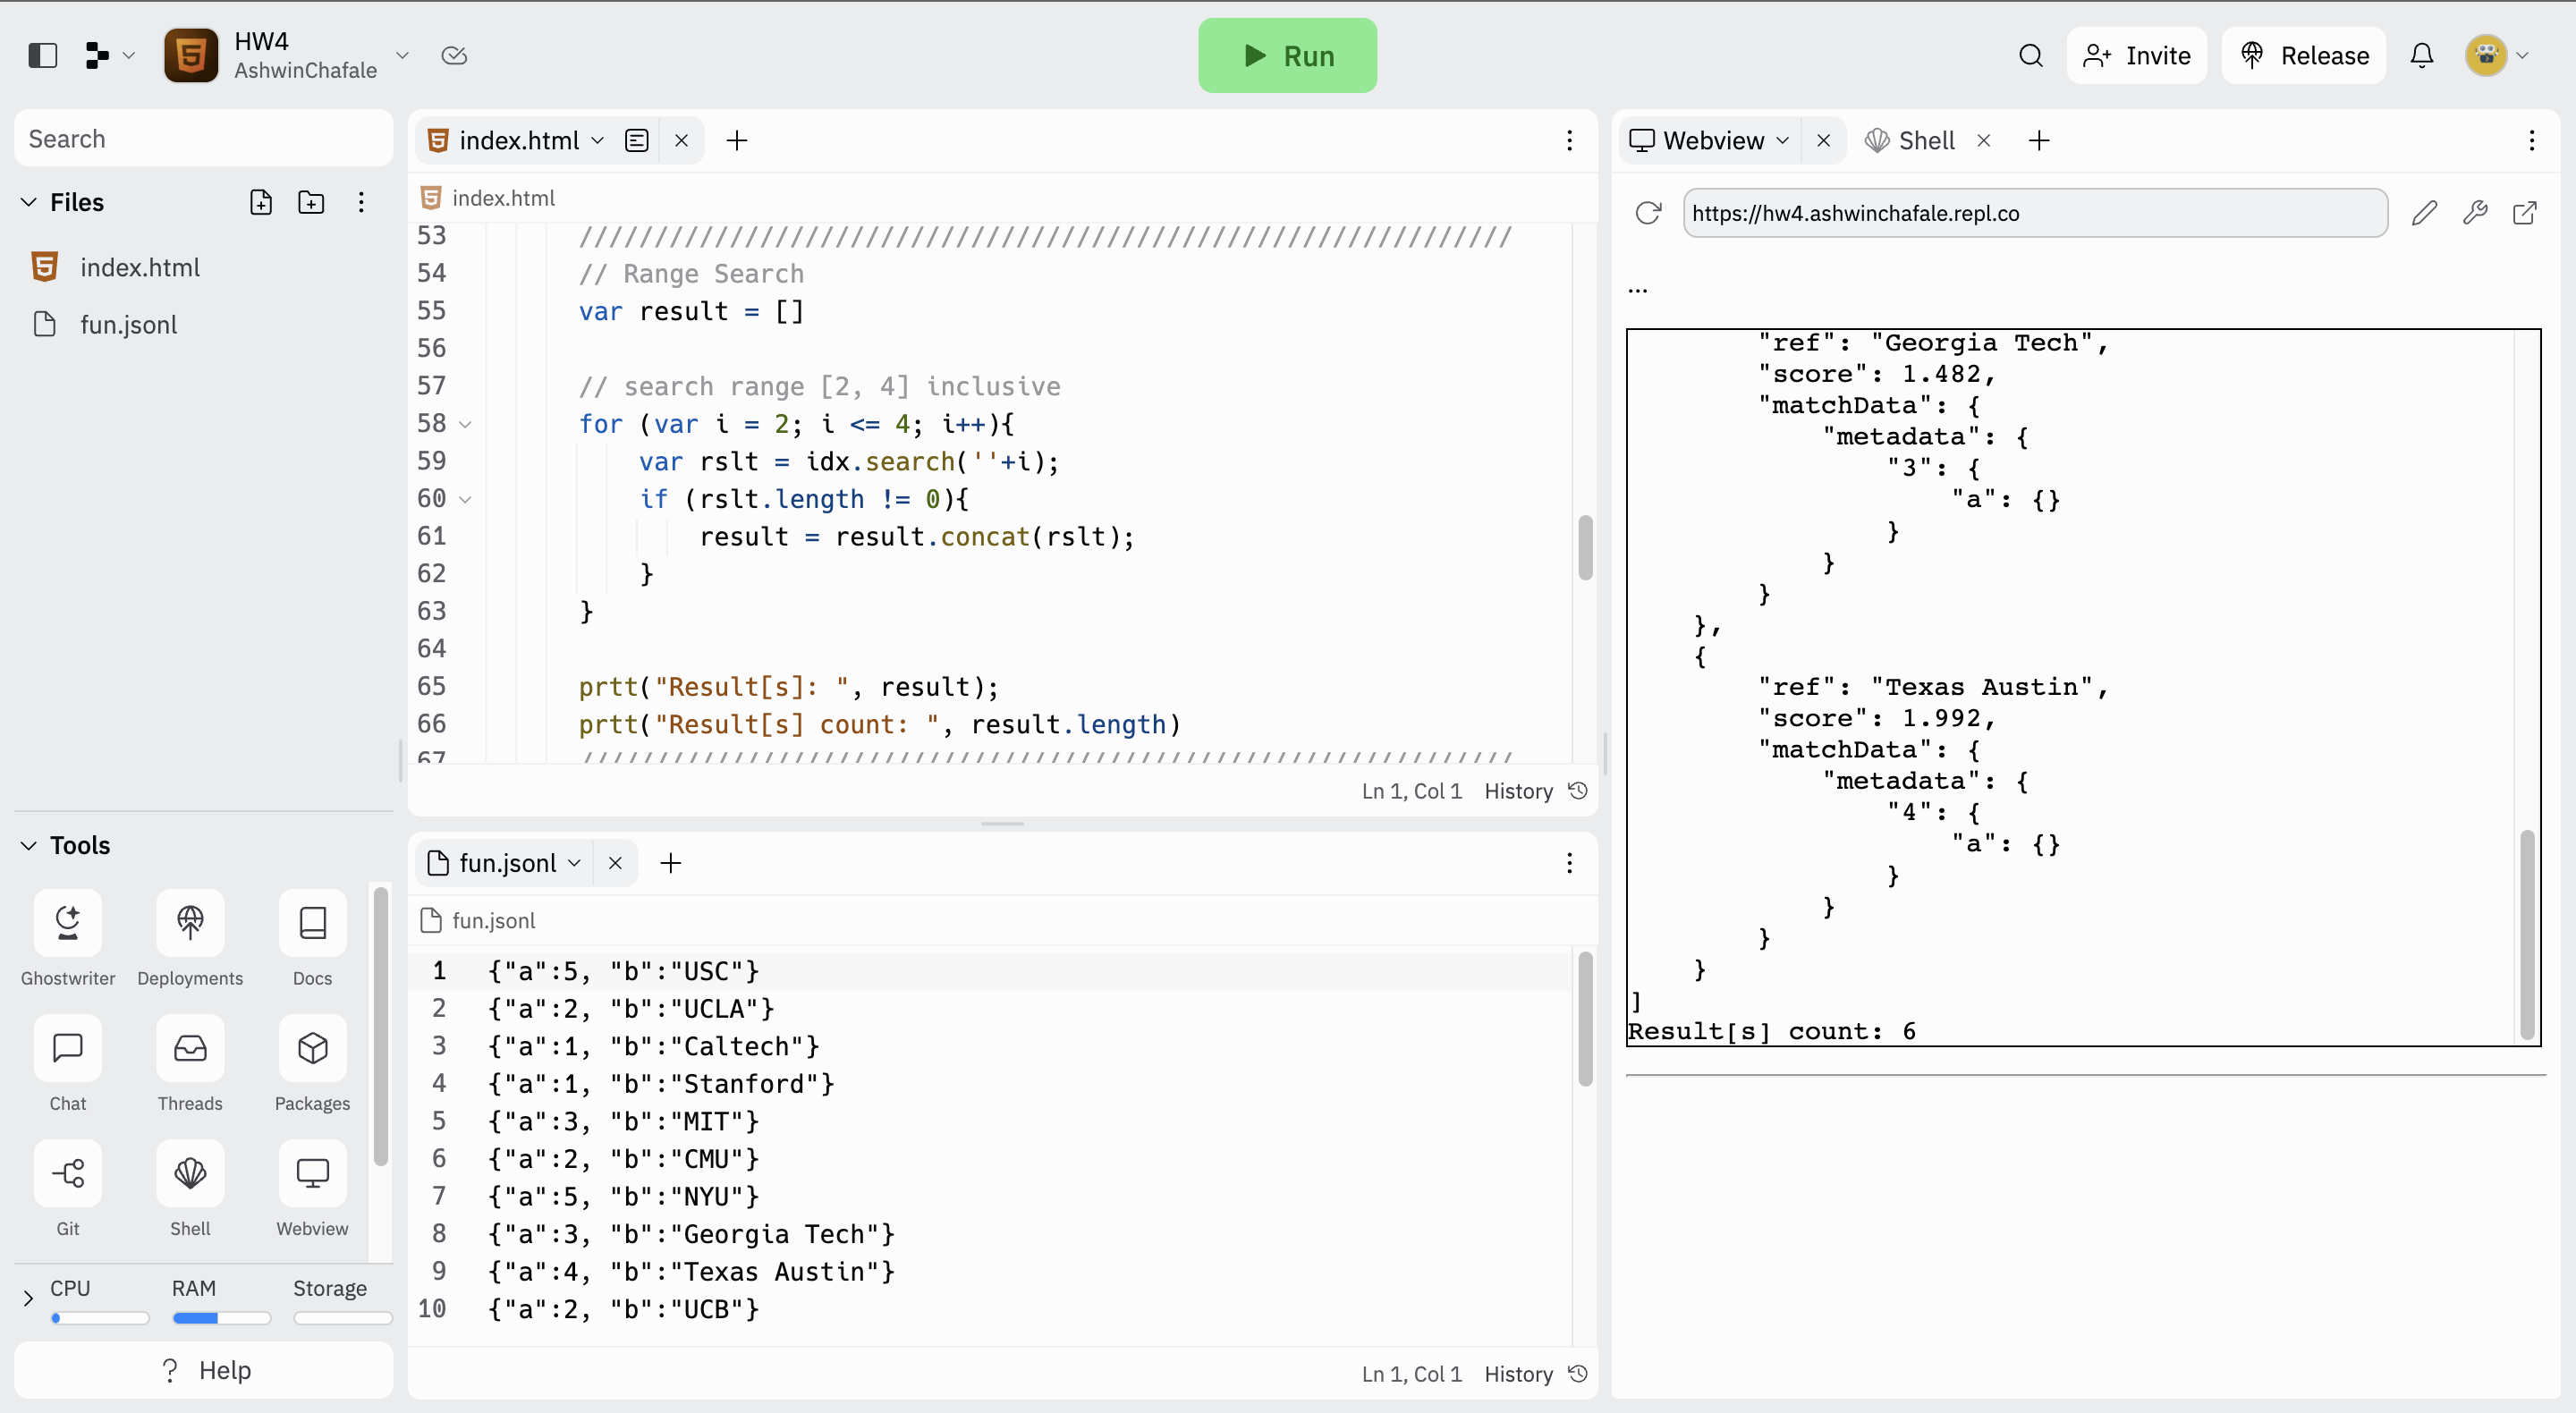 HW4
AshwinChafale
Run
Invite
Release
Search
Files
index.html
fun.jsonl
Tools
Ghostwriter
Deployments
Docs
Chat
Threads
Packages
Git
Shell
Webview
CPU
RAM
Storage
? Help
index.html
index.html
53 //////////////////////////////////////////////////////////////
54 // Range Search
55 var result = []
56
57 // search range [2, 4] inclusive
58 for (var i = 2; i <= 4; i++){
59 var rslt = idx.search(''+i);
60 if (rslt.length != 0){
61 result = result.concat(rslt);
62 }
63 }
64
65 prtt("Result[s]: ", result);
66 prtt("Result[s] count: ", result.length)
67 //////////////////////////////////////////////////////////////
Ln 1, Col 1 History
fun.jsonl
fun.jsonl
1 {"a":5, "b":"USC"}
2 {"a":2, "b":"UCLA"}
3 {"a":1, "b":"Caltech"}
4 {"a":1, "b":"Stanford"}
5 {"a":3, "b":"MIT"}
6 {"a":2, "b":"CMU"}
7 {"a":5, "b":"NYU"}
8 {"a":3, "b":"Georgia Tech"}
9 {"a":4, "b":"Texas Austin"}
10 {"a":2, "b":"UCB"}
Ln 1, Col 1 History
Webview
Shell
https://hw4.ashwinchafale.repl.co
...
"ref": "Georgia Tech",
"score": 1.482,
"matchData": {
"metadata": {
"3": {
"a": {}
}
}
}
},
{
"ref": "Texas Austin",
"score": 1.992,
"matchData": {
"metadata": {
"4": {
"a": {}
}
}
}
}
]
Result[s] count: 6